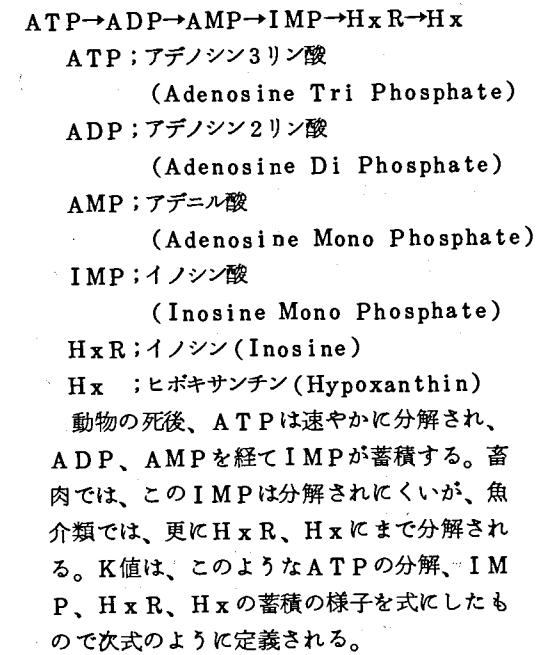 ATP→ADP→AMP→IMP→HxR→Hx
ATP；アデノシン3リン酸
(Adenosine Tri Phosphate)
ADP；アデノシン2リン酸
(Adenosine Di Phosphate)
AMP；アデニル酸
(Adenosine Mono Phosphate)
IMP；イノシン酸
(Inosine Mono Phosphate)
HxR；イノシン(Inosine)
Hx ；ヒボキサンチン(Hypoxanthin)
動物の死後、ATPは速やかに分解され、
ADP、AMPを経てIMPが蓄積する。畜
肉では、このIMPは分解されにくいが、魚
介類では、更にHxR、Hxにまで分解され
る。K値は、このようなATPの分解、IM
P、HxR、Hxの蓄積の様子を式にしたも
ので次式のように定義される。